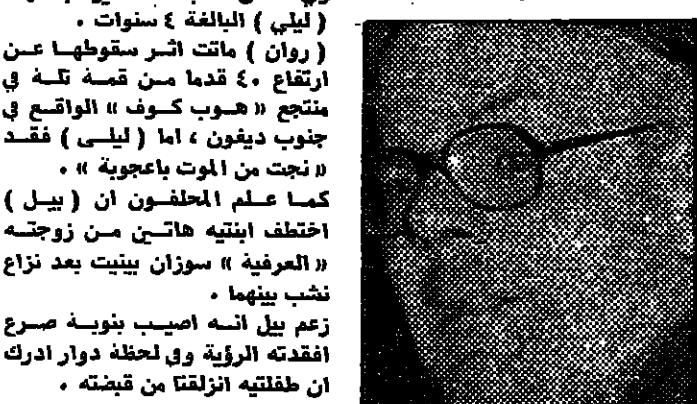 ( ليلي ) البالغة ٤ سنوات .
( روان ) ماتت اثر سقوطها عن
ارتفاع ٤٠ قدما من قمة تلة في
منتجع « هوب كوف » الواقع في
جنوب ديفون ، اما ( ليلى ) فقد
« نجت من الموت باعجوبة » .
كما علم المحلفون ان ( بيل )
اختطف ابنتيه هاتين من زوجته
« العرفية » سوزان بينيت بعد نزاع
نشب بينهما .
زعم بيل انه اصيب بنوبة صرع
افقدته الرؤية وفي لحظة دوار ادرك
ان طفلتيه انزلقتا من قبضته .